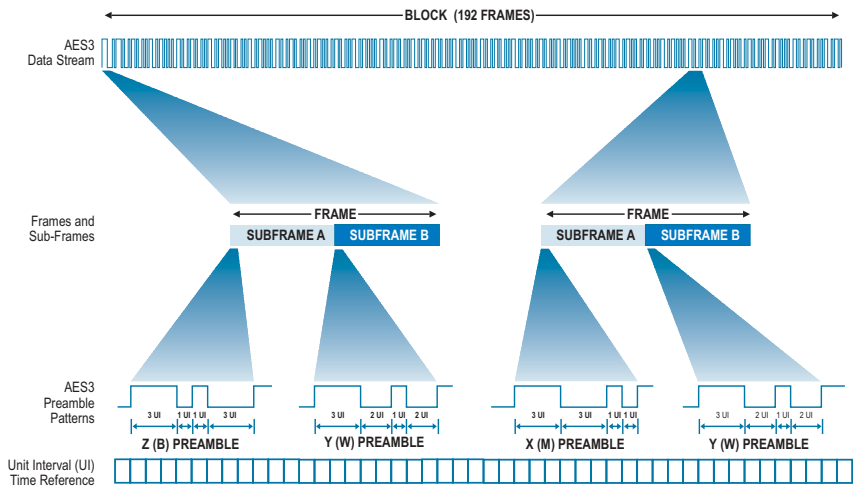 BLOCK (192 FRAMES)
AES3
Data Stream
FRAME
FRAME
Frames and
Sub-Frames
SUBFRAME A
SUBFRAME B
SUBFRAME A
SUBFRAME B
AES3
Preamble
Patterns
3 UI
1 UI
1 UI
3 UI
3 UI
2 UI
1 UI
2 UI
3 UI
3 UI
1 UI
1 UI
3 UI
2 UI
1 UI
2 UI
Z (B) PREAMBLE
Y (W) PREAMBLE
X (M) PREAMBLE
Y (W) PREAMBLE
Unit Interval (UI)
Time Reference